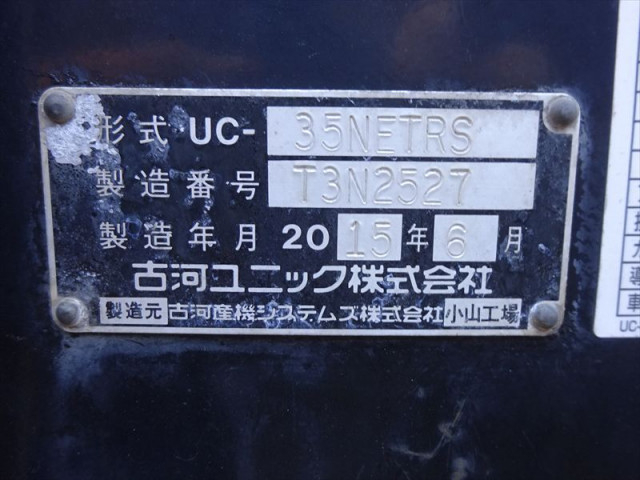 形式 UC- 35NETRS
製造番号 T3N2527
製造年月 2015年6月
古河ユニック株式会社
製造元 古河産機システムズ株式会社 小山工場
UC-